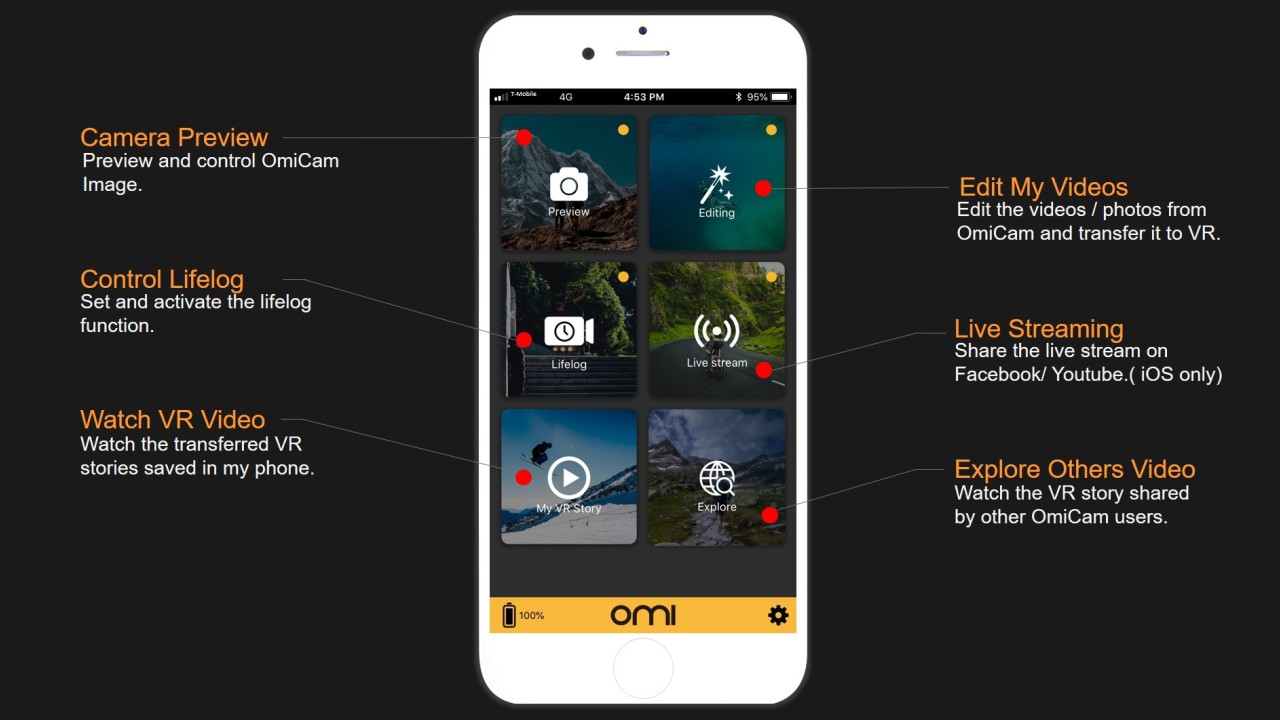 T-Mobile 4G 4:53 PM 95%
Camera Preview
Preview and control OmiCam
Image.
Control Lifelog
Set and activate the lifelog
function.
Watch VR Video
Watch the transferred VR
stories saved in my phone.
Preview
Editing
Lifelog
Live stream
My VR Story
Explore
100%
omi
Edit My Videos
Edit the videos / photos from
OmiCam and transfer it to VR.
Live Streaming
Share the live stream on
Facebook/ Youtube.( iOS only)
Explore Others Video
Watch the VR story shared
by other OmiCam users.